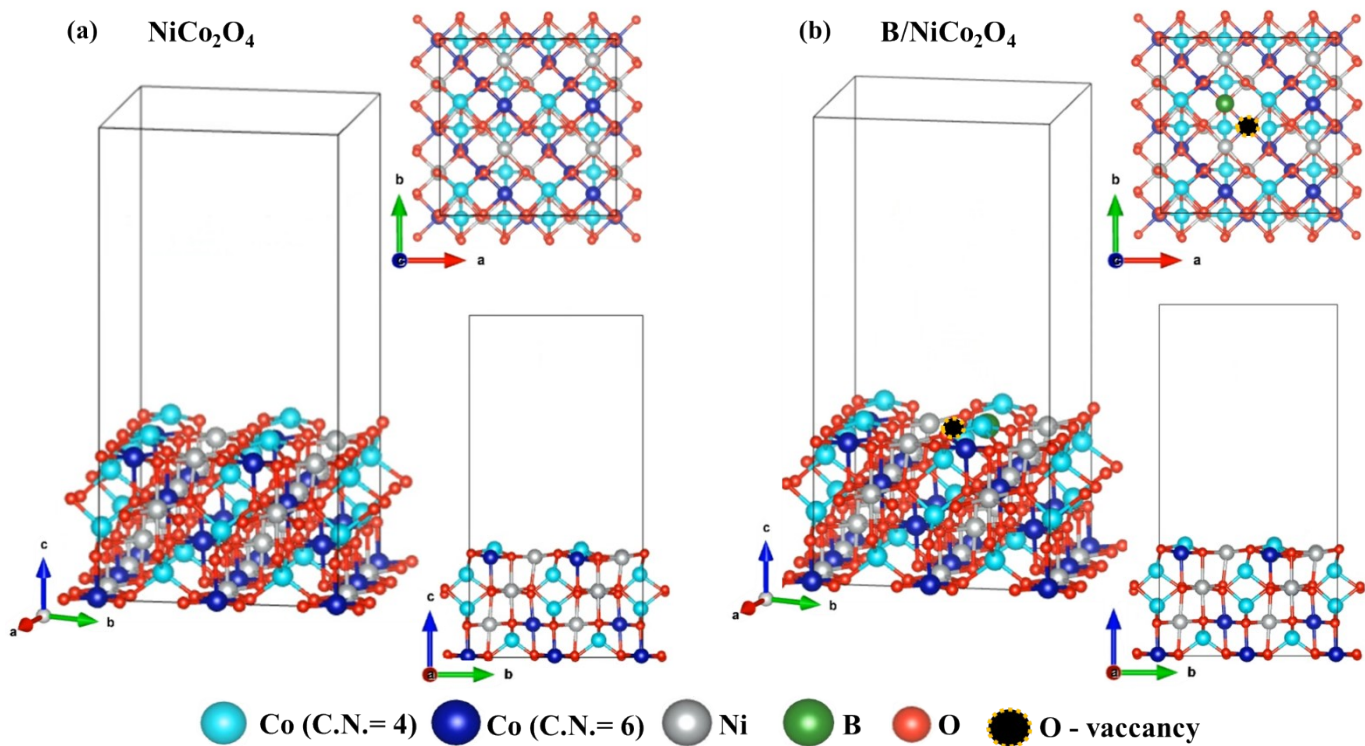 (a) NiCo₂O₄
b
c
a
c
a
b
c
a
b
(b) B/NiCo₂O₄
b
c
a
c
a
b
c
a
b
Co (C.N.= 4) Co (C.N.= 6) Ni B O O - vaccancy